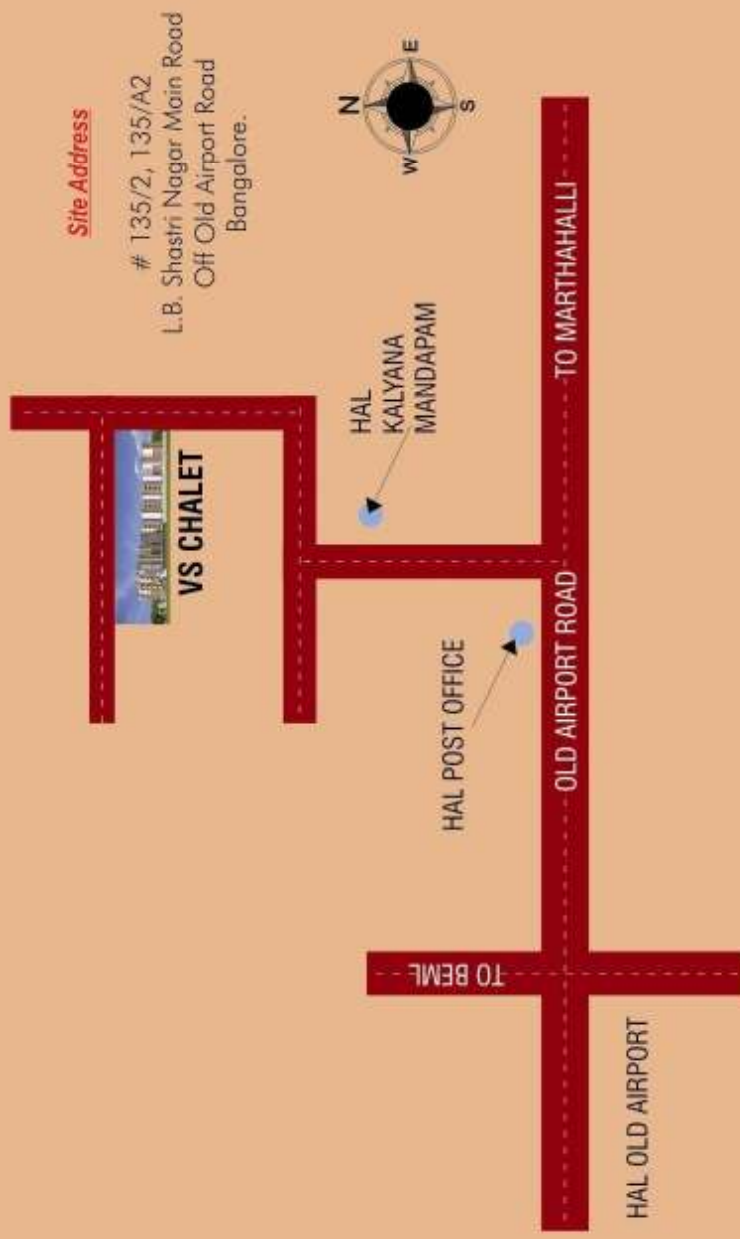 Site Address
# 135/2, 135/A2
L.B. Shastri Nagar Main Road
Off Old Airport Road
Bangalore.
N
E
S
W
VS CHALET
HAL
KALYANA
MANDAPAM
HAL POST OFFICE
TO MARTHAHALLI
OLD AIRPORT ROAD
TO BEML
HAL OLD AIRPORT